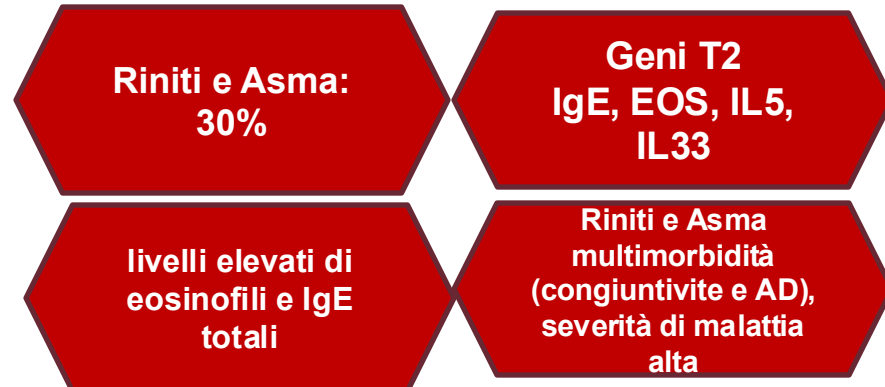 Riniti e Asma:
30%
Geni T2
IgE, EOS, IL5,
IL33
livelli elevati di
eosinofili e IgE
totali
Riniti e Asma
multimorbidità
(congiuntivite e AD),
severità di malattia
alta